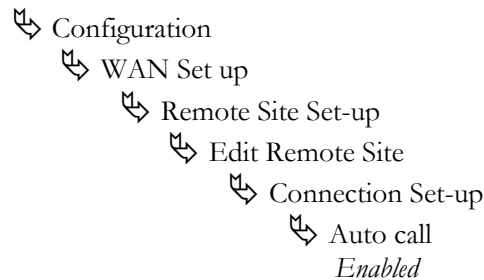 Configuration
WAN Set up
Remote Site Set-up
Edit Remote Site
Connection Set-up
Auto call
Enabled